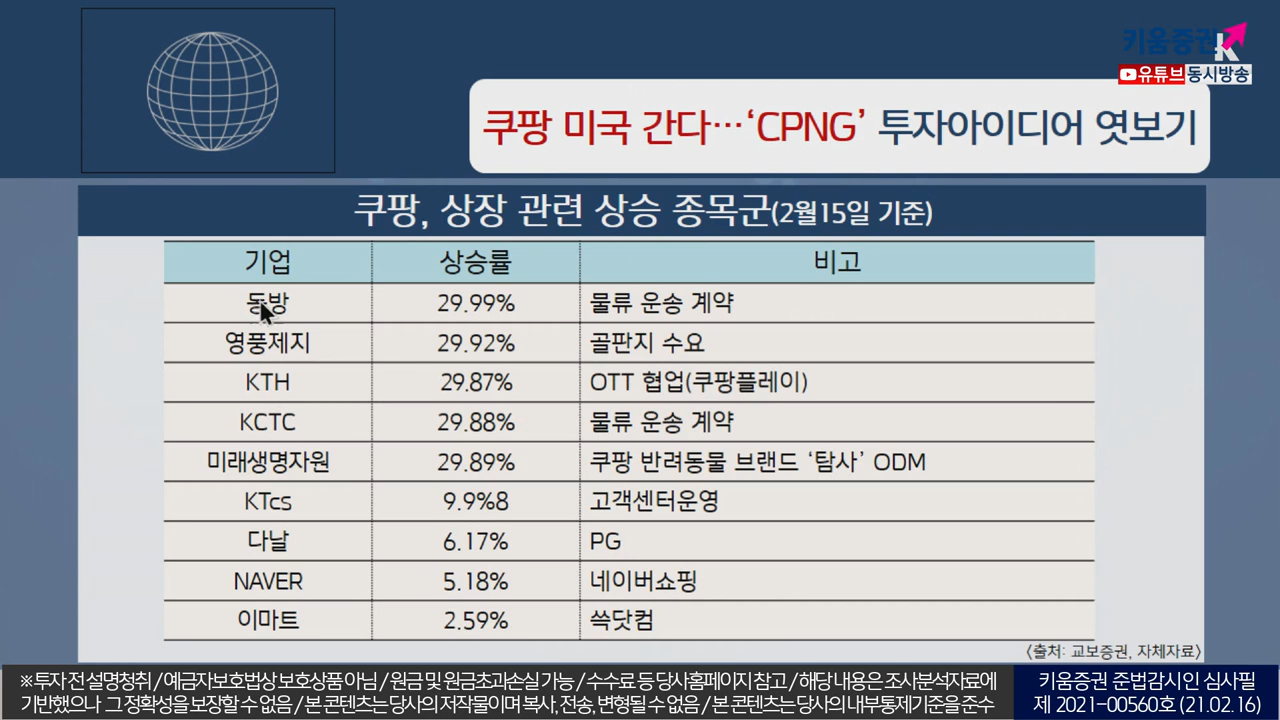 키움증권
유튜브동시방송
쿠팡 미국 간다…‘CPNG’ 투자아이디어 엿보기
쿠팡, 상장 관련 상승 종목군(2월15일 기준)
기업 상승률 비고
동방 29.99% 물류 운송 계약
영풍제지 29.92% 골판지 수요
KTH 29.87% OTT 협업(쿠팡플레이)
KCTC 29.88% 물류 운송 계약
미래생명자원 29.89% 쿠팡 반려동물 브랜드 ‘탐사’ ODM
KTcs 9.9%8 고객센터운영
다날 6.17% PG
NAVER 5.18% 네이버쇼핑
이마트 2.59% 쓱닷컴
〈출처: 교보증권, 자체자료〉
※ 투자 전 설명청취 / 예금자보호법상 보호상품 아님 / 원금 및 원금초과손실 가능 / 수수료 등 당사홈페이지 참고 / 해당 내용은 조사분석자료에
기반했으나 그 정확성을 보장할 수 없음 / 본 콘텐츠는 당사의 저작물이며 복사, 전송, 변형될 수 없음 / 본 콘텐츠는 당사의 내부통제기준을 준수
키움증권 준법감시인 심사필
제 2021-00560호 (21.02.16)